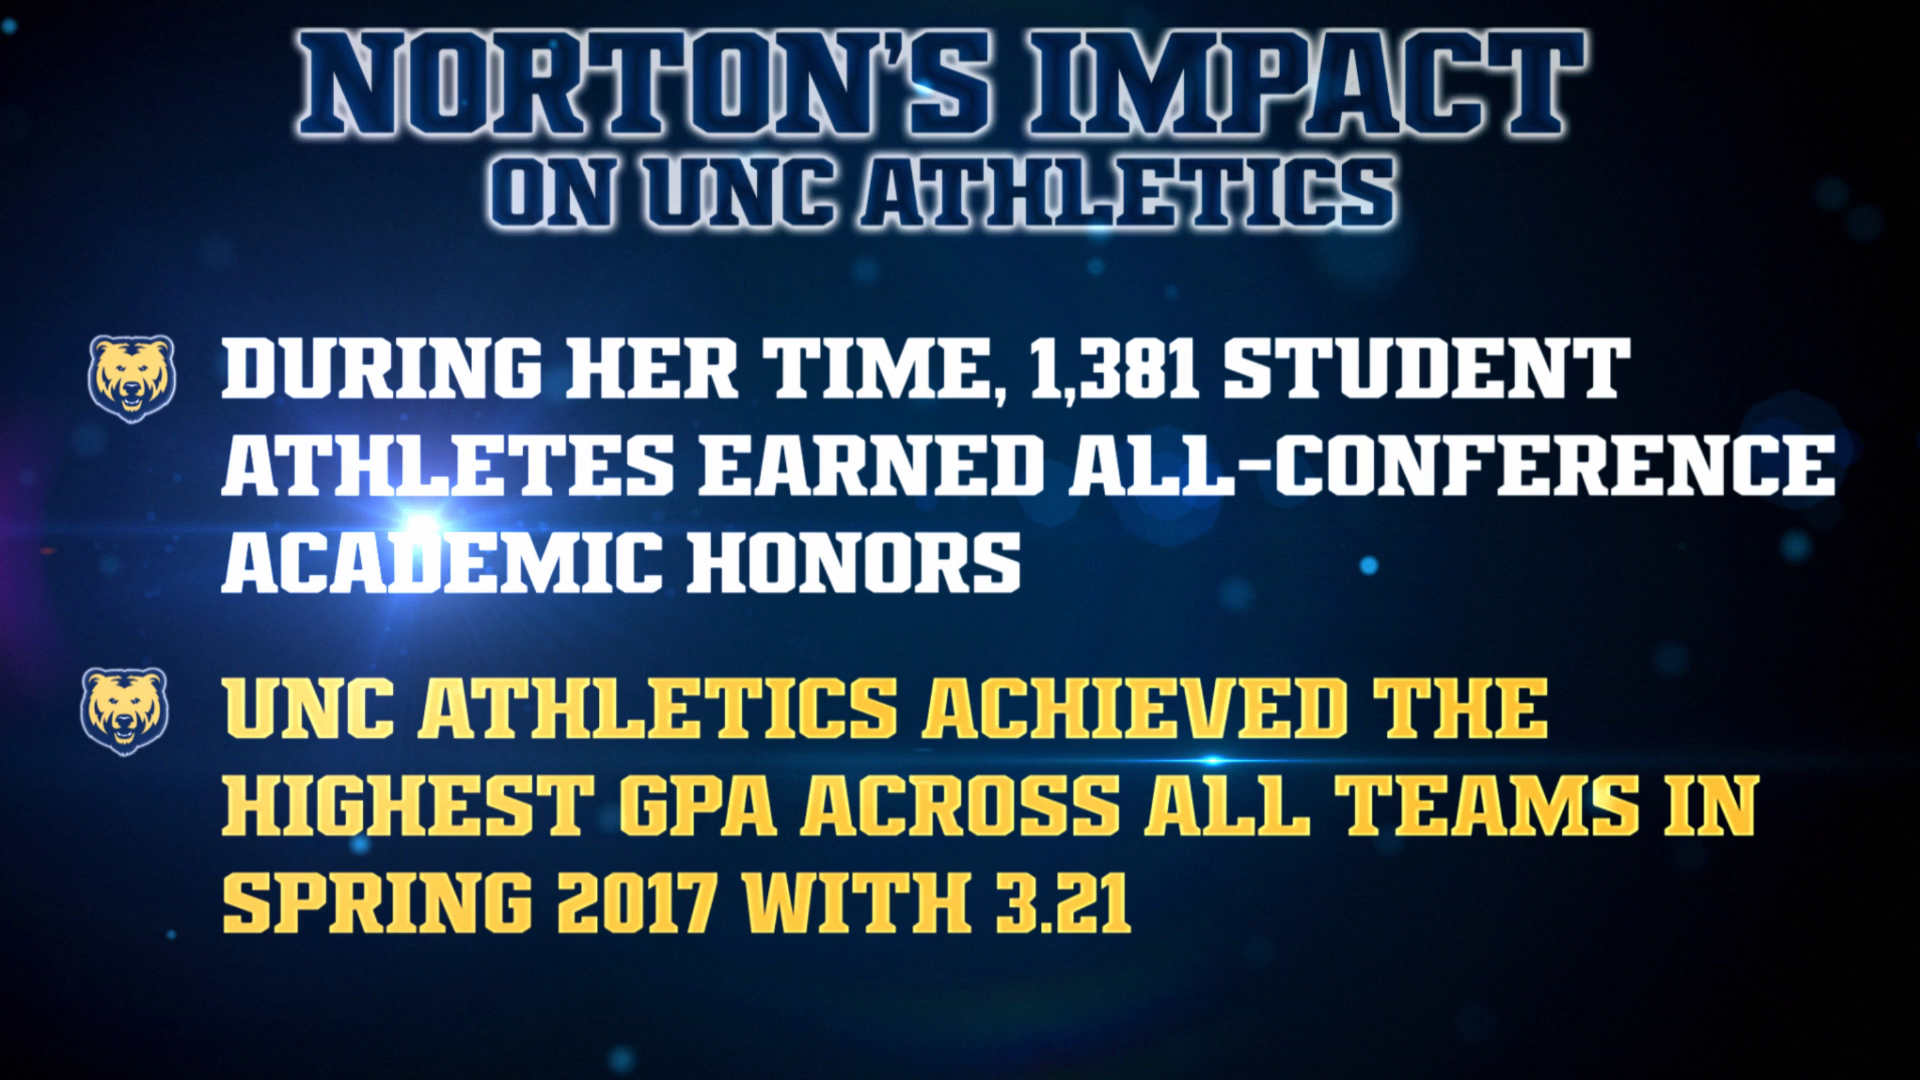 NORTON'S IMPACT
ON UNC ATHLETICS
DURING HER TIME, 1,381 STUDENT
ATHLETES EARNED ALL-CONFERENCE
ACADEMIC HONORS
UNC ATHLETICS ACHIEVED THE
HIGHEST GPA ACROSS ALL TEAMS IN
SPRING 2017 WITH 3.21